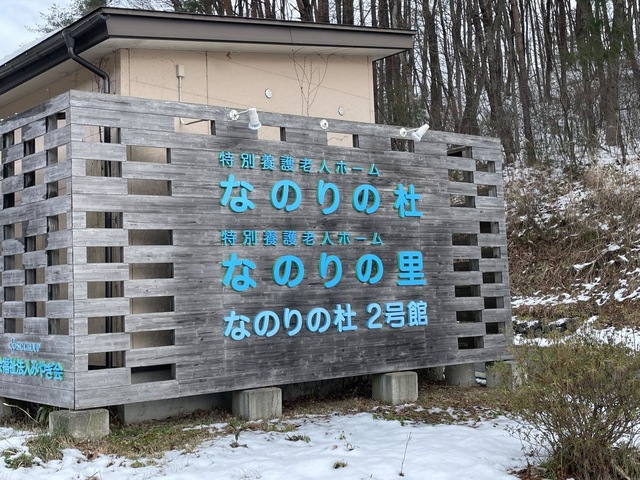 特別養護老人ホーム
なのりの杜
特別養護老人ホーム
なのりの里
なのりの杜 2号館
福祉法人みやぎ会